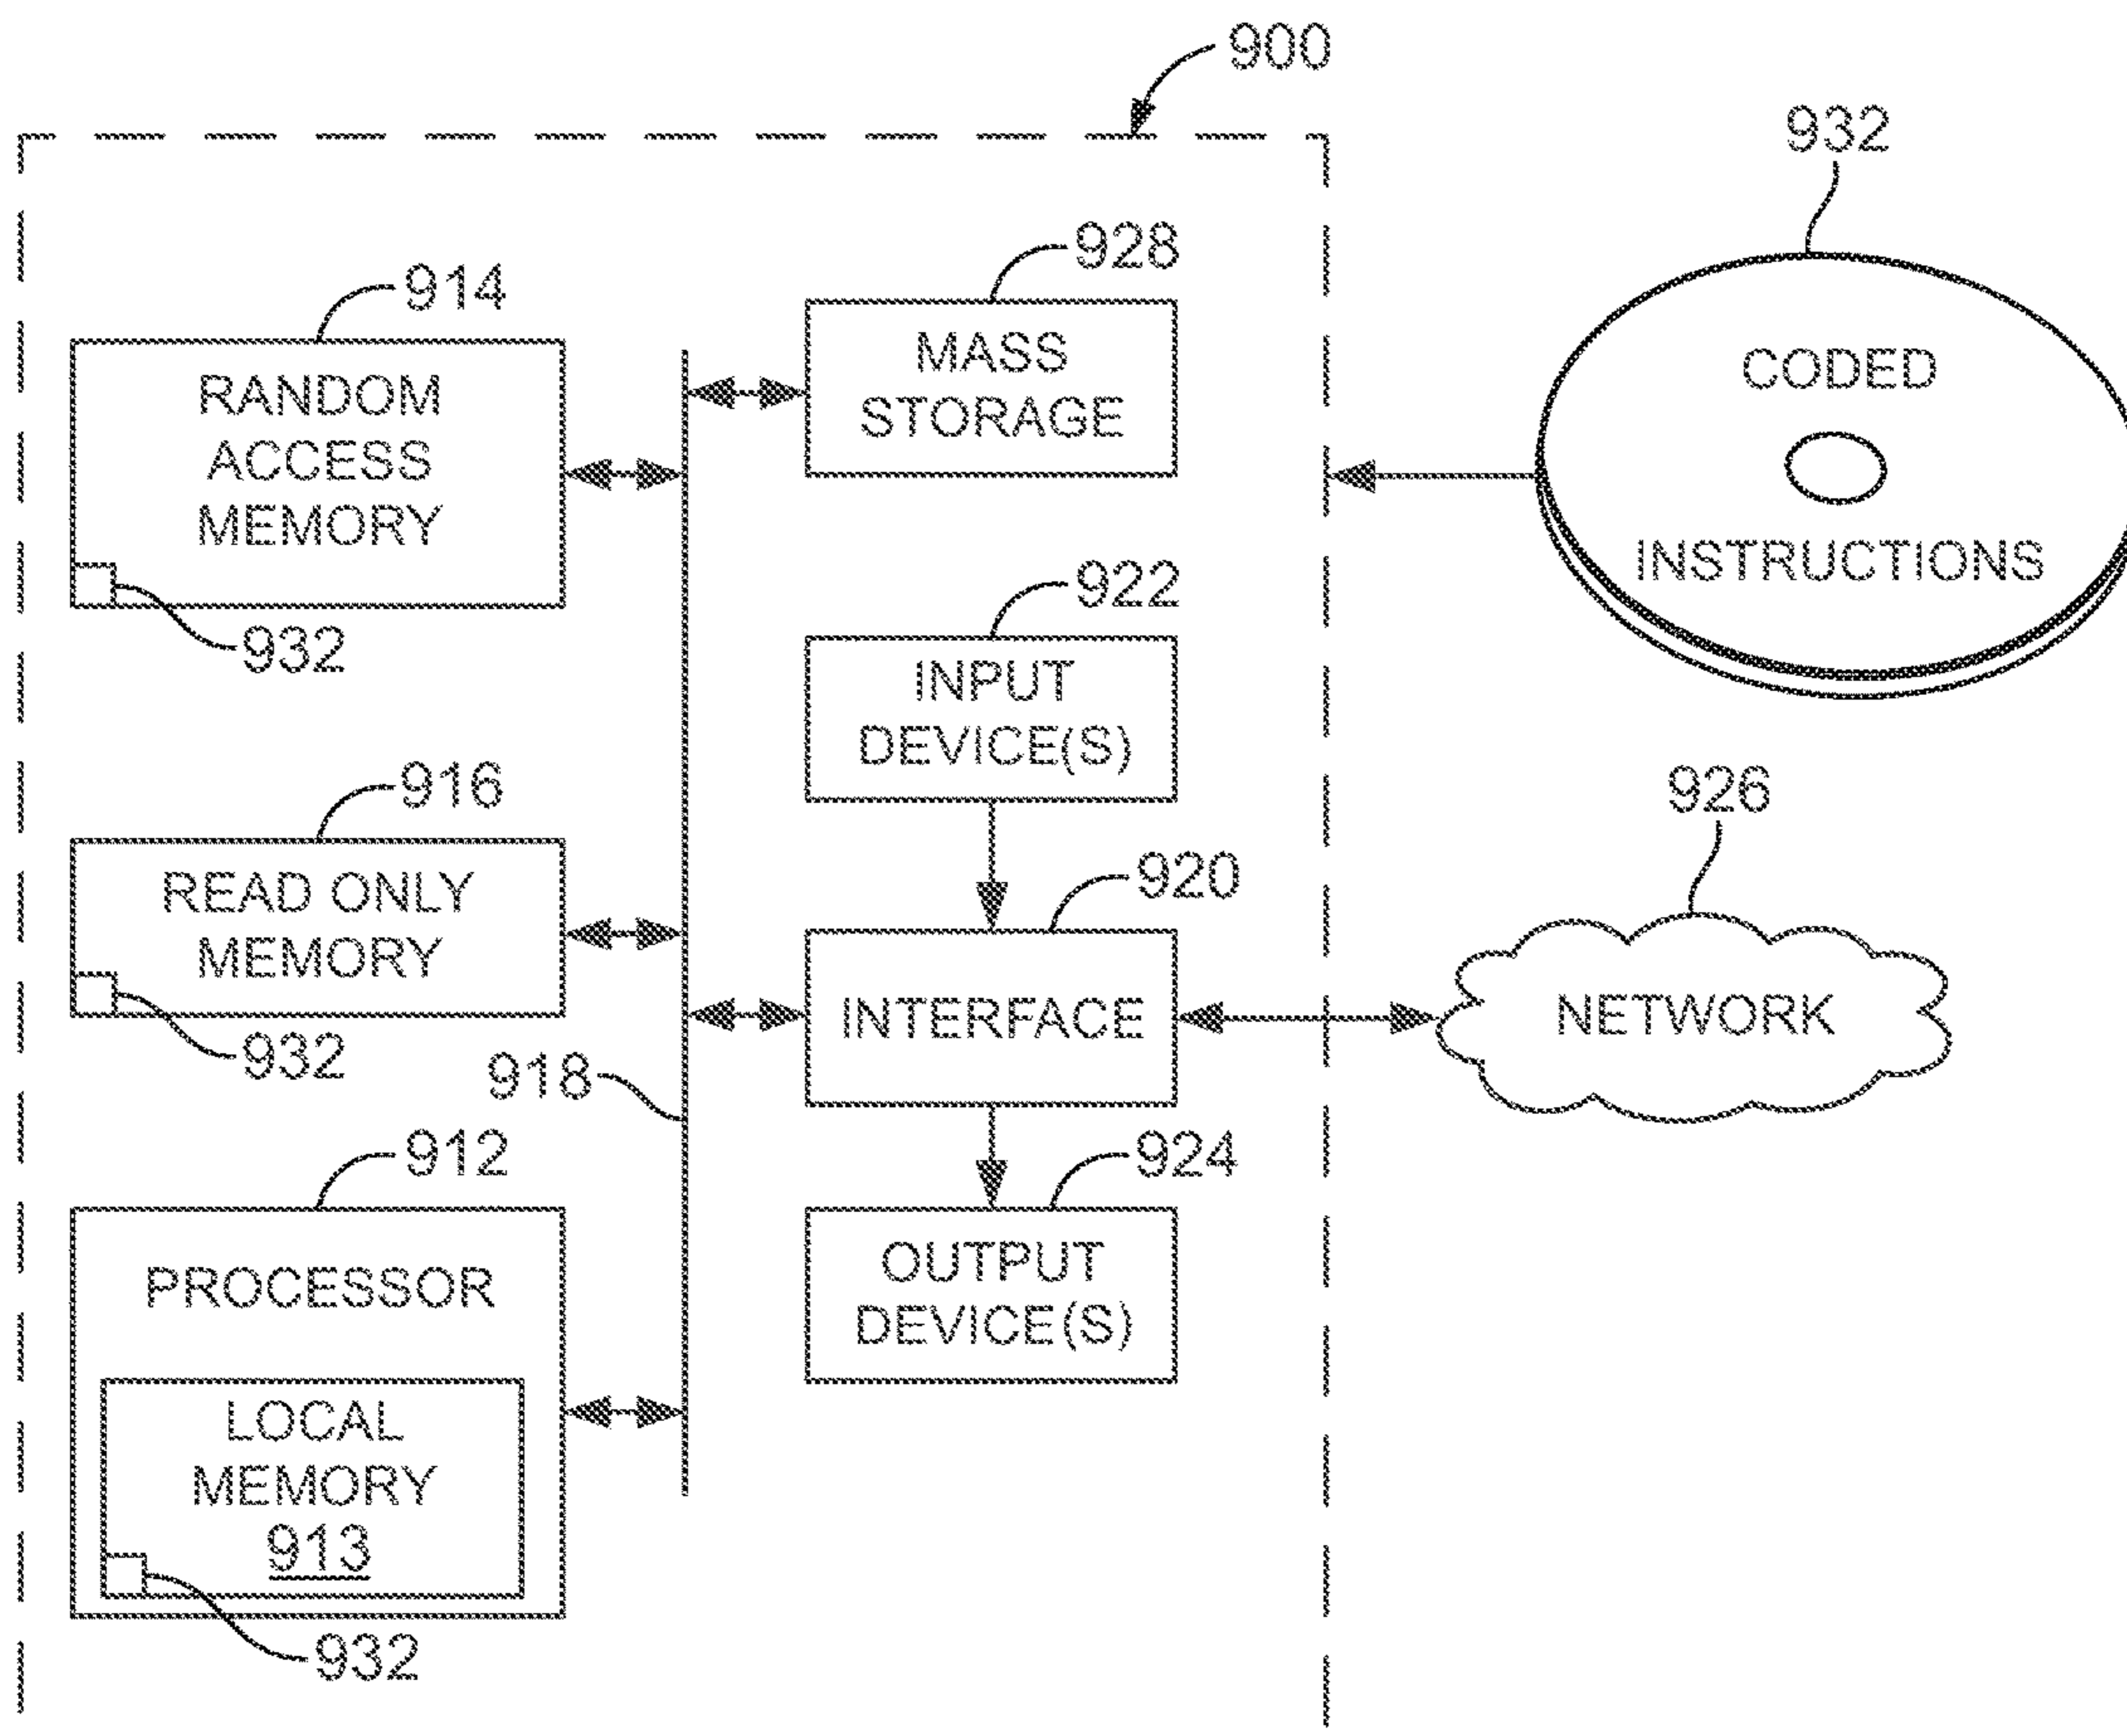 900
932
928
914
MASS
STORAGE
RANDOM
ACCESS
MEMORY
932
CODED
INSTRUCTIONS
922
INPUT
DEVICE(S)
916
READ ONLY
MEMORY
932
926
920
INTERFACE
NETWORK
918
912
PROCESSOR
LOCAL
MEMORY
913
932
924
OUTPUT
DEVICE(S)